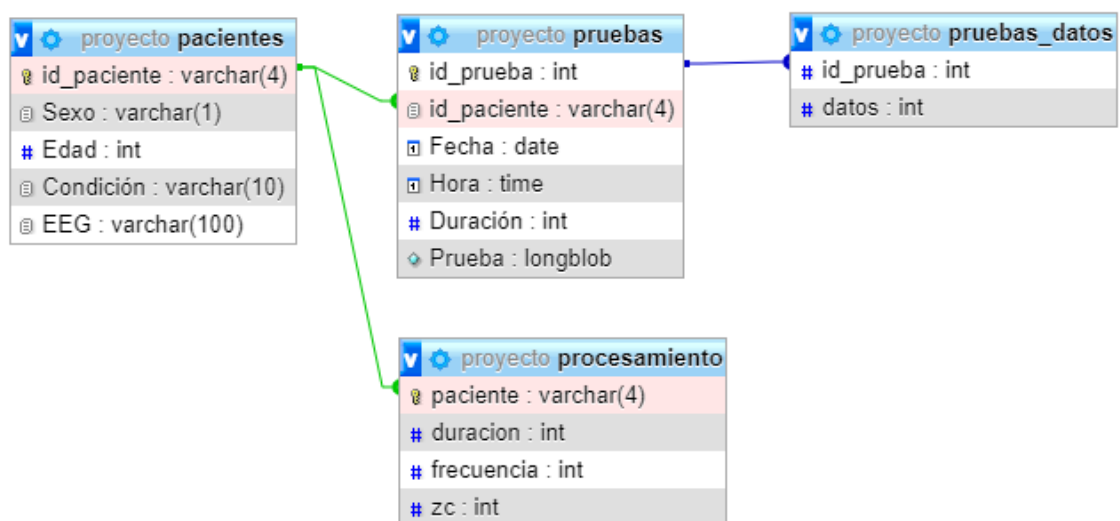 proyecto pacientes
id_paciente : varchar(4)
Sexo : varchar(1)
# Edad : int
Condición : varchar(10)
EEG : varchar(100)
proyecto pruebas
id_prueba : int
id_paciente : varchar(4)
Fecha : date
Hora : time
# Duración : int
Prueba : longblob
proyecto pruebas_datos
# id_prueba : int
# datos : int
proyecto procesamiento
paciente : varchar(4)
# duracion : int
# frecuencia : int
# zc : int